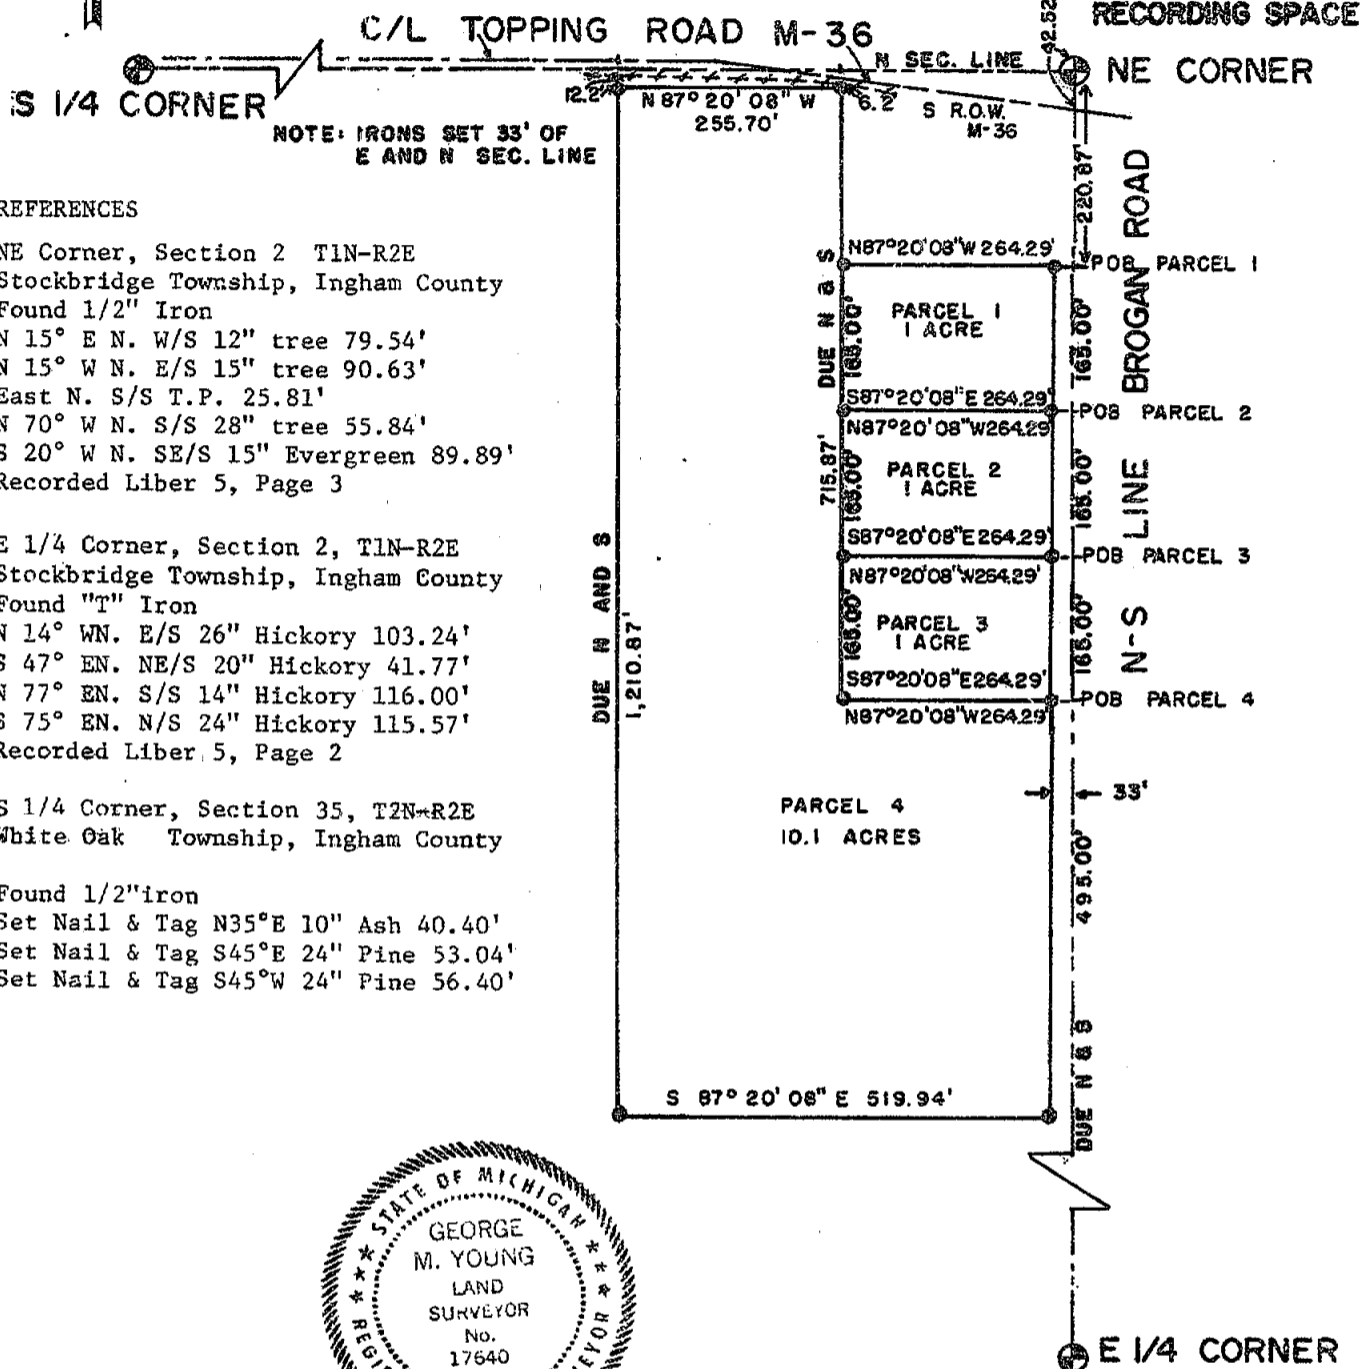 RECORDING SPACE
C/L TOPPING ROAD M-36
42.52
N SEC. LINE
NE CORNER
S 1/4 CORNER
12.2'
N 87° 20' 08" W
255.70'
6.2'
S R.O.W.
M-36
NOTE: IRONS SET 33' OF
E AND N SEC. LINE
220.87'
BROGAN ROAD
N-S LINE
REFERENCES
NE Corner, Section 2 T1N-R2E
Stockbridge Township, Ingham County
Found 1/2" Iron
N 15° E N. W/S 12" tree 79.54'
N 15° W N. E/S 15" tree 90.63'
East N. S/S T.P. 25.81'
N 70° W N. S/S 28" tree 55.84'
S 20° W N. SE/S 15" Evergreen 89.89'
Recorded Liber 5, Page 3
E 1/4 Corner, Section 2, T1N-R2E
Stockbridge Township, Ingham County
Found "T" Iron
N 14° WN. E/S 26" Hickory 103.24'
S 47° EN. NE/S 20" Hickory 41.77'
N 77° EN. S/S 14" Hickory 116.00'
S 75° EN. N/S 24" Hickory 115.57'
Recorded Liber 5, Page 2
S 1/4 Corner, Section 35, T2N-R2E
White Oak Township, Ingham County
Found 1/2"iron
Set Nail & Tag N35°E 10" Ash 40.40'
Set Nail & Tag S45°E 24" Pine 53.04'
Set Nail & Tag S45°W 24" Pine 56.40'
DUE N AND S
1,210.87'
DUE N & S
715.87'
N87°20'08"W 264.29'
POB PARCEL 1
PARCEL 1
1 ACRE
165.00'
165.00'
S87°20'08"E 264.29'
POB PARCEL 2
N87°20'08"W264.29'
PARCEL 2
1 ACRE
165.00'
165.00'
S87°20'08"E264.29'
POB PARCEL 3
N87°20'08"W264.29'
PARCEL 3
1 ACRE
165.00'
165.00'
S87°20'08"E264.29'
POB PARCEL 4
N87°20'08"W264.29'
33'
PARCEL 4
10.1 ACRES
495.00'
DUE N & S
S 87° 20' 08" E 519.94'
STATE OF MICHIGAN
GEORGE
M. YOUNG
LAND
SURVEYOR
No.
17640
E 1/4 CORNER